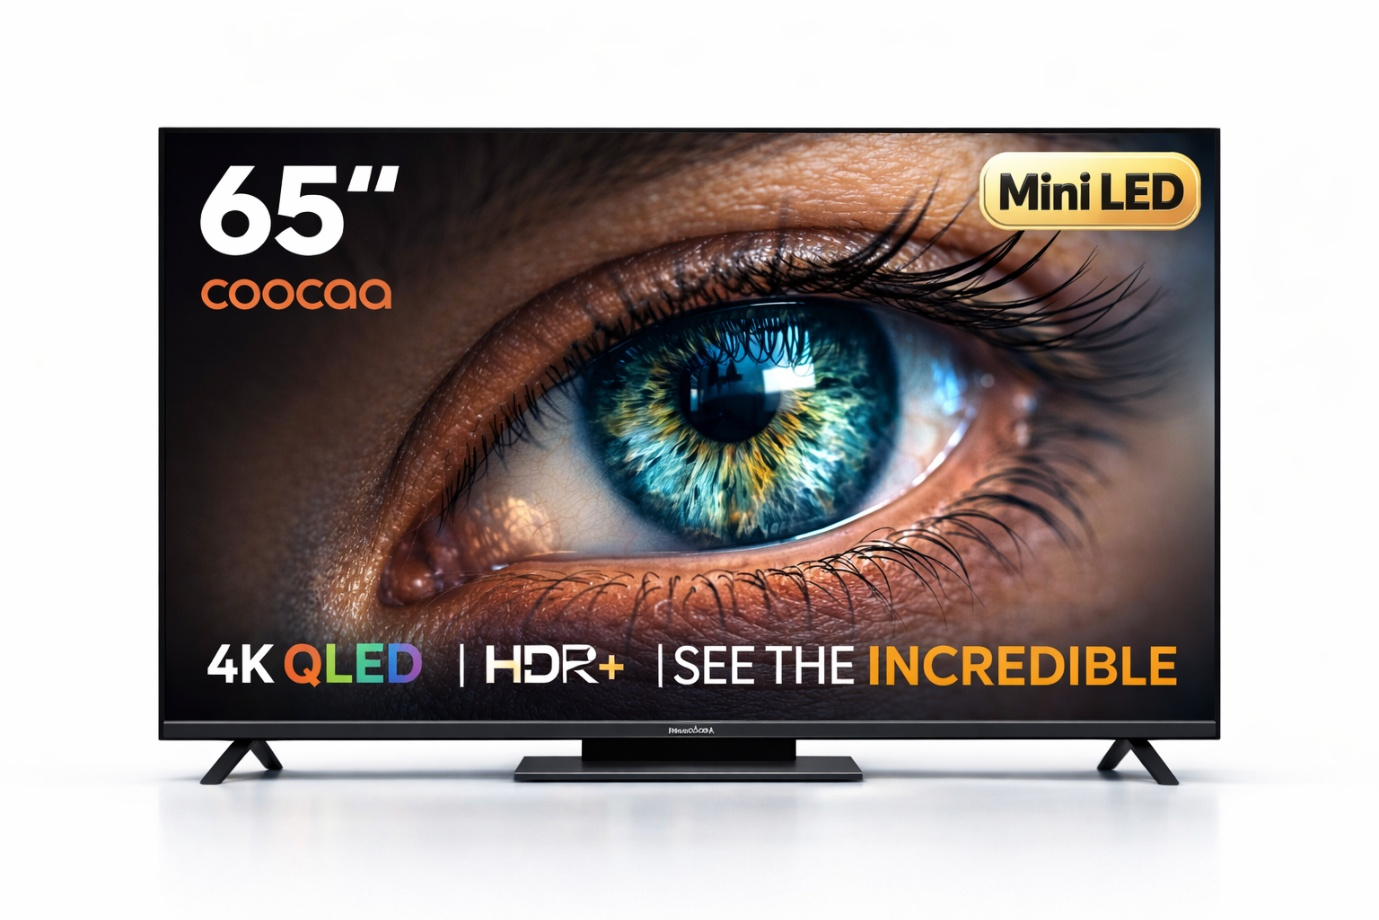 65"
coocaa
Mini LED
4K QLED | HDR+ | SEE THE INCREDIBLE